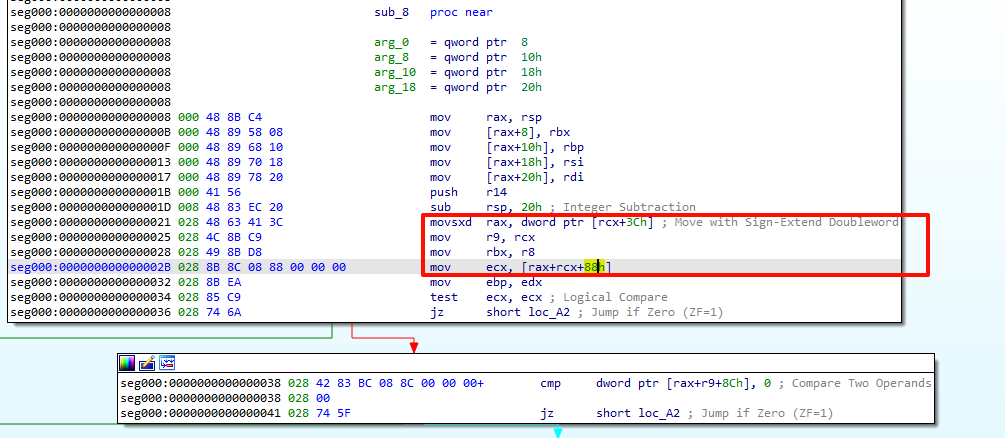 seg000:0000000000000008
seg000:0000000000000008 sub_8 proc near
seg000:0000000000000008
seg000:0000000000000008 arg_0 = qword ptr 8
seg000:0000000000000008 arg_8 = qword ptr 10h
seg000:0000000000000008 arg_10 = qword ptr 18h
seg000:0000000000000008 arg_18 = qword ptr 20h
seg000:0000000000000008
seg000:0000000000000008 000 48 8B C4 mov rax, rsp
seg000:000000000000000B 000 48 89 58 08 mov [rax+8], rbx
seg000:000000000000000F 000 48 89 68 10 mov [rax+10h], rbp
seg000:0000000000000013 000 48 89 70 18 mov [rax+18h], rsi
seg000:0000000000000017 000 48 89 78 20 mov [rax+20h], rdi
seg000:000000000000001B 000 41 56 push r14
seg000:000000000000001D 008 48 83 EC 20 sub rsp, 20h ; Integer Subtraction
seg000:0000000000000021 028 48 63 41 3C movsxd rax, dword ptr [rcx+3Ch] ; Move with Sign-Extend Doubleword
seg000:0000000000000025 028 4C 8B C9 mov r9, rcx
seg000:0000000000000028 028 49 8B D8 mov rbx, r8
seg000:000000000000002B 028 8B 8C 08 88 00 00 00 mov ecx, [rax+rcx+88h]
seg000:0000000000000032 028 8B EA mov ebp, edx
seg000:0000000000000034 028 85 C9 test ecx, ecx ; Logical Compare
seg000:0000000000000036 028 74 6A jz short loc_A2 ; Jump if Zero (ZF=1)
seg000:0000000000000038 028 42 83 BC 08 8C 00 00 00+ cmp dword ptr [rax+r9+8Ch], 0 ; Compare Two Operands
seg000:0000000000000038 028 00
seg000:0000000000000041 028 74 5F jz short loc_A2 ; Jump if Zero (ZF=1)